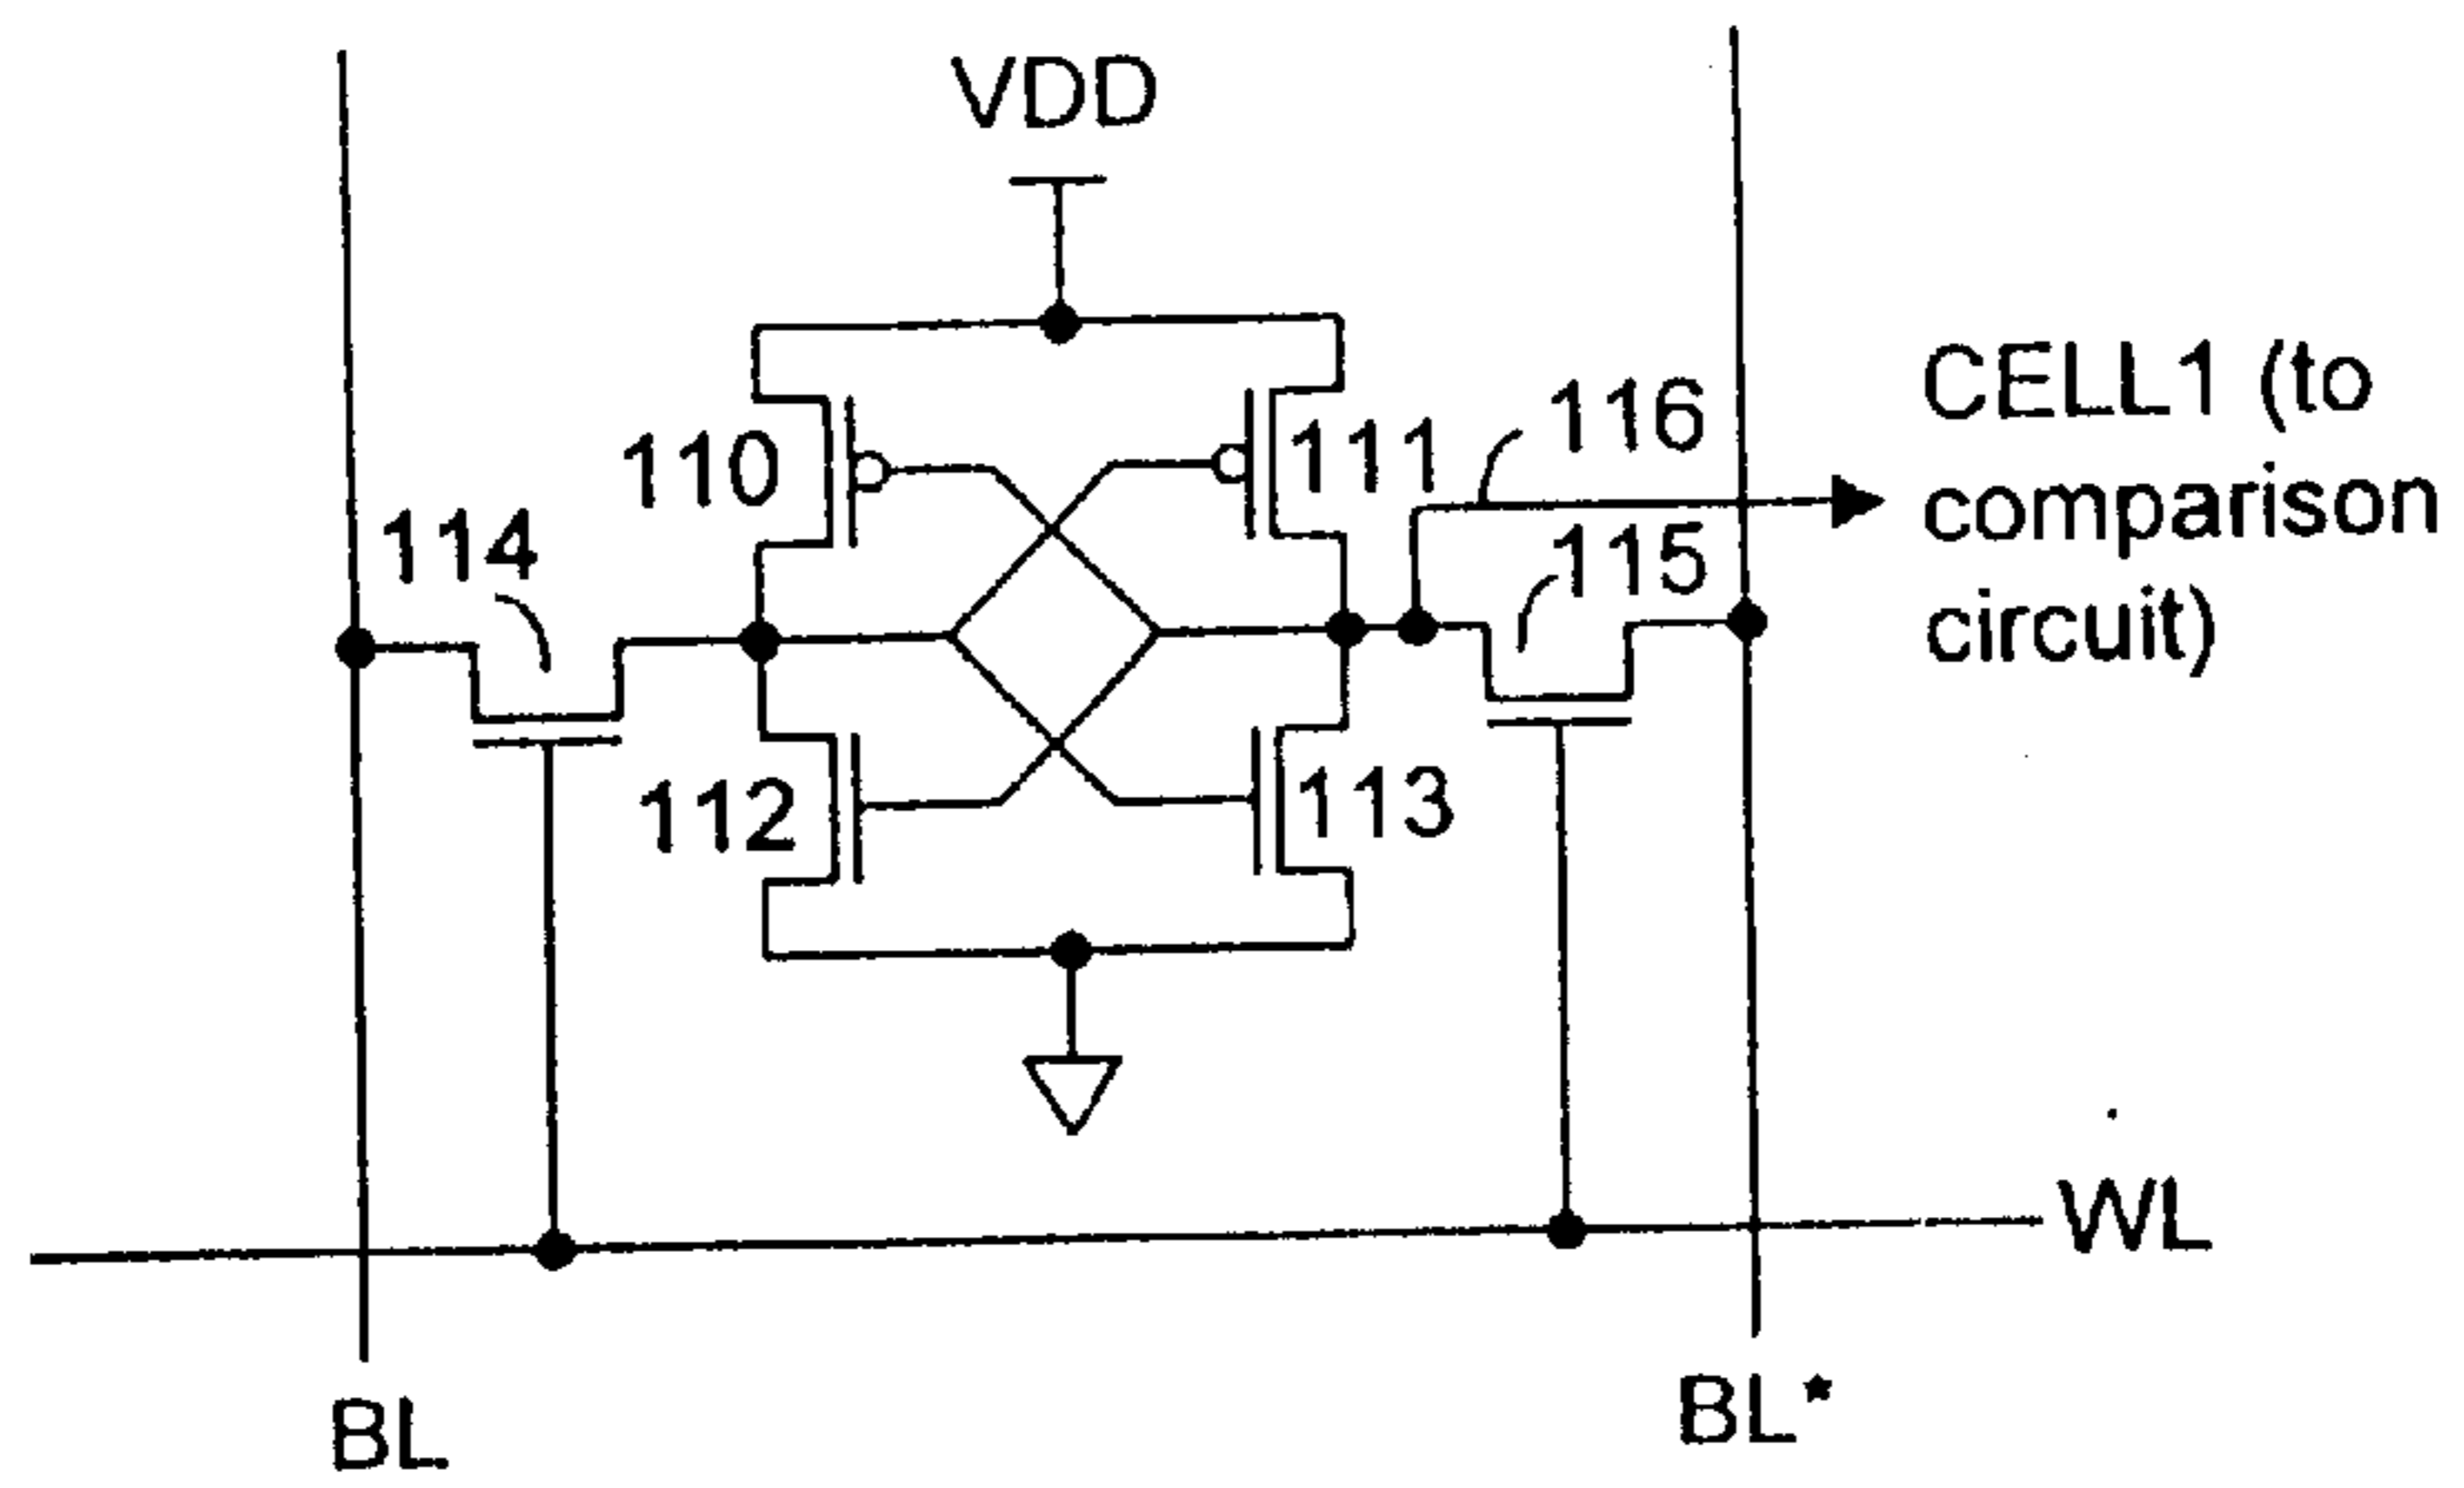 VDD
CELL1 (to
comparison
circuit)
116
111
110
115
114
112
113
WL
BL
BL*